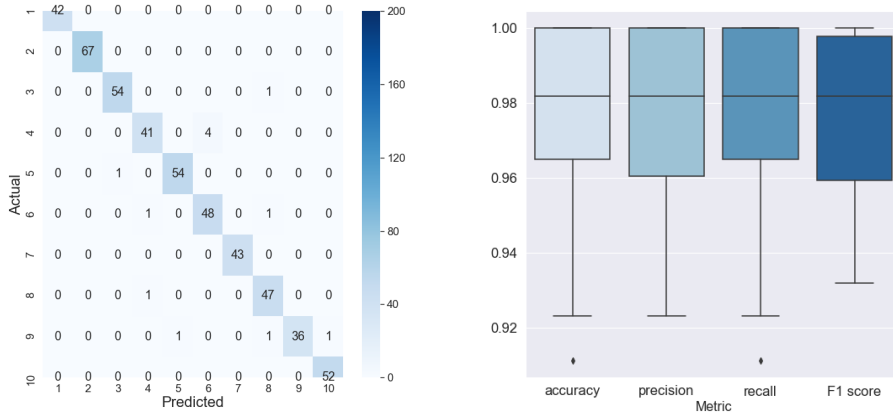 1 42 0 0 0 0 0 0 0 0 0
2 0 67 0 0 0 0 0 0 0 0
3 0 0 54 0 0 0 0 1 0 0
4 0 0 0 41 0 4 0 0 0 0
5 0 0 1 0 54 0 0 0 0 0
6 0 0 0 1 0 48 0 1 0 0
7 0 0 0 0 0 0 43 0 0 0
8 0 0 0 1 0 0 0 47 0 0
9 0 0 0 0 1 0 0 1 36 1
10 0 0 0 0 0 0 0 0 0 52
1 2 3 4 5 6 7 8 9 10
Actual
Predicted
200
160
120
80
40
0
1.00
0.98
0.96
0.94
0.92
accuracy precision recall F1 score
Metric